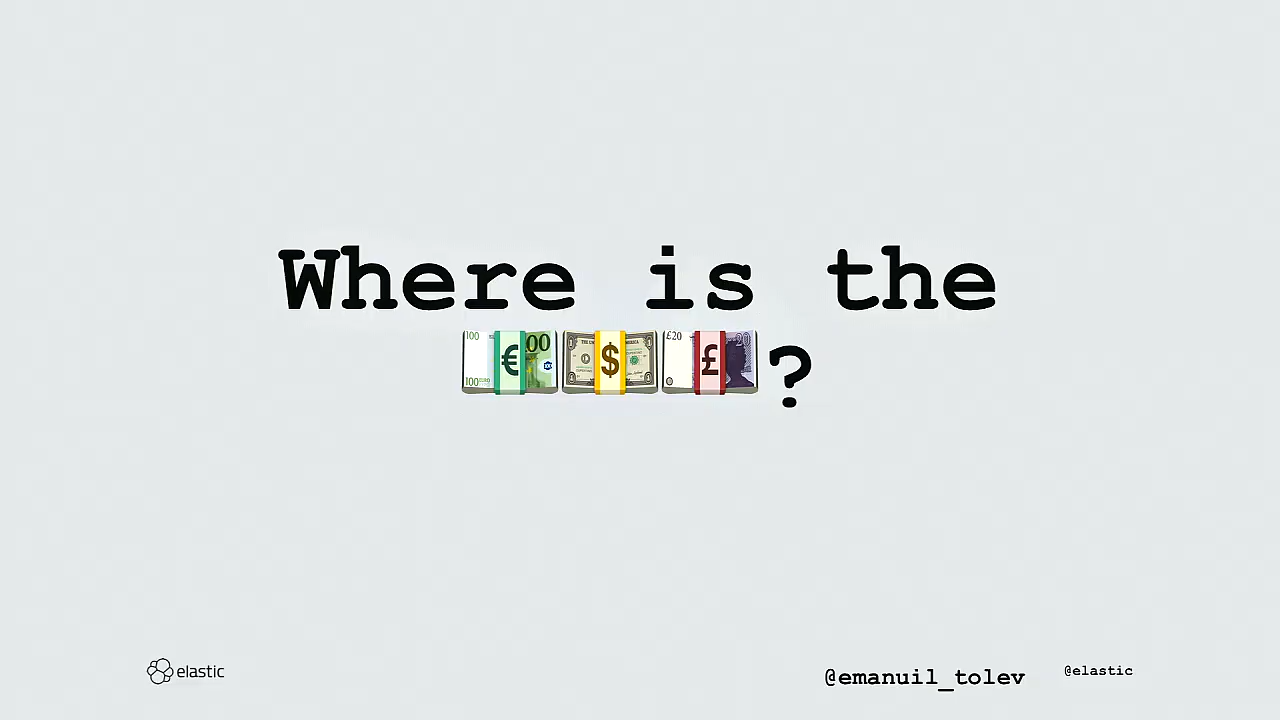 Where is the
💶💵💷?
elastic
@emanuil_tolev
@elastic